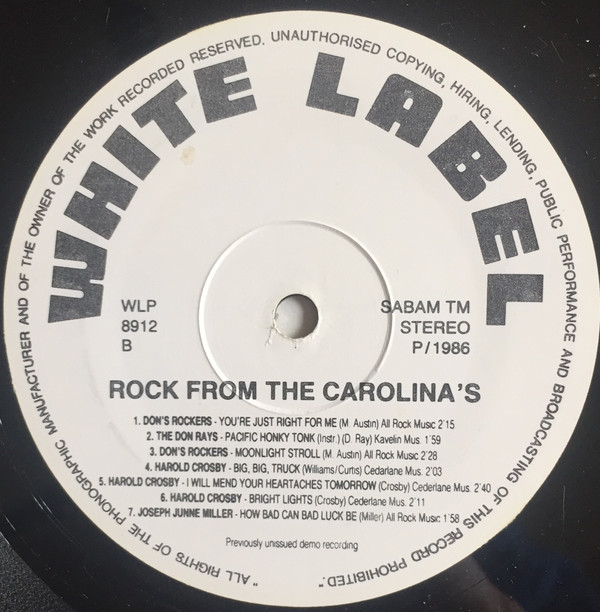 "ALL RIGHTS OF THE PHONOGRAPHIC MANUFACTURER AND OF THE OWNER OF THE WORK RECORDED RESERVED. UNAUTHORISED COPYING, HIRING, LENDING, PUBLIC PERFORMANCE AND BROADCASTING OF THIS RECORD PROHIBITED."
WHITE LABEL
WLP
8912
B
SABAM TM
STEREO
P/1986
ROCK FROM THE CAROLINA'S
1. DON'S ROCKERS - YOU'RE JUST RIGHT FOR ME (M. Austin) All Rock Music 2'15
2. THE DON RAYS - PACIFIC HONKY TONK (Instr.) (D. Ray) Kavelin Mus. 1'59
3. DON'S ROCKERS - MOONLIGHT STROLL (M. Austin) All Rock Music 2'28
4. HAROLD CROSBY - BIG, BIG, TRUCK (Williams/Curtis) Cedarlane Mus. 2'03
5. HAROLD CROSBY - I WILL MEND YOUR HEARTACHES TOMORROW (Crosby) Cederlane Mus. 2'40
6. HAROLD CROSBY - BRIGHT LIGHTS (Crosby) Cederlane Mus. 2'11
7. JOSEPH JUNNE MILLER - HOW BAD CAN BAD LUCK BE (Miller) All Rock Music 1'58
Previously unissued demo recording